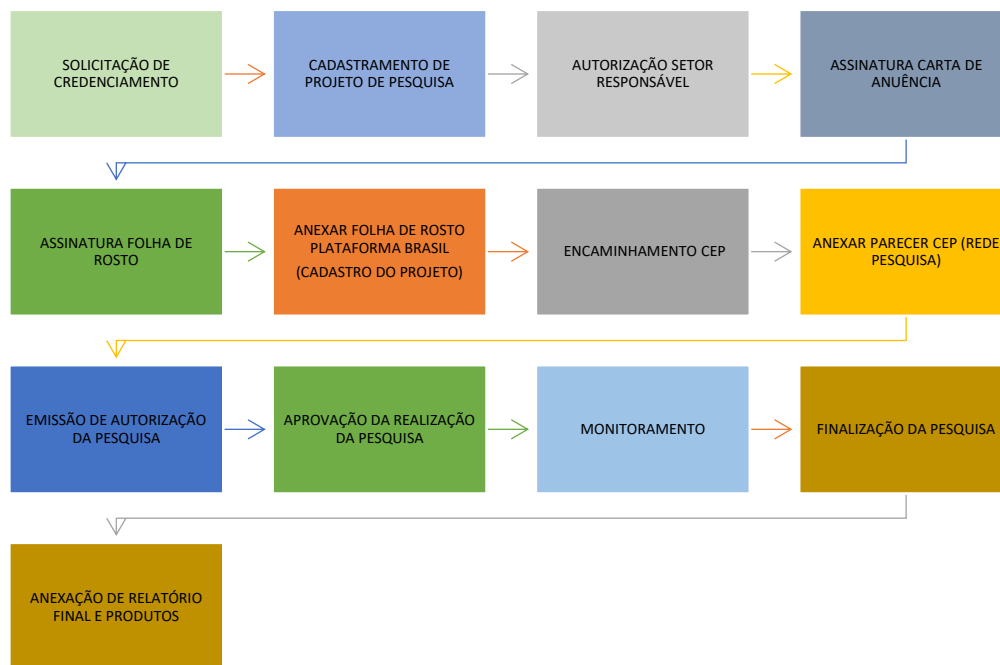 SOLICITAÇÃO DE
CREDENCIAMENTO
CADASTRAMENTO DE
PROJETO DE PESQUISA
AUTORIZAÇÃO SETOR
RESPONSÁVEL
ASSINATURA CARTA DE
ANUÊNCIA
ASSINATURA FOLHA DE
ROSTO
ANEXAR FOLHA DE ROSTO
PLATAFORMA BRASIL
(CADASTRO DO PROJETO)
ENCAMINHAMENTO CEP
ANEXAR PARECER CEP (REDE
PESQUISA)
EMISSÃO DE AUTORIZAÇÃO
DA PESQUISA
APROVAÇÃO DA REALIZAÇÃO
DA PESQUISA
MONITORAMENTO
FINALIZAÇÃO DA PESQUISA
ANEXAÇÃO DE RELATÓRIO
FINAL E PRODUTOS